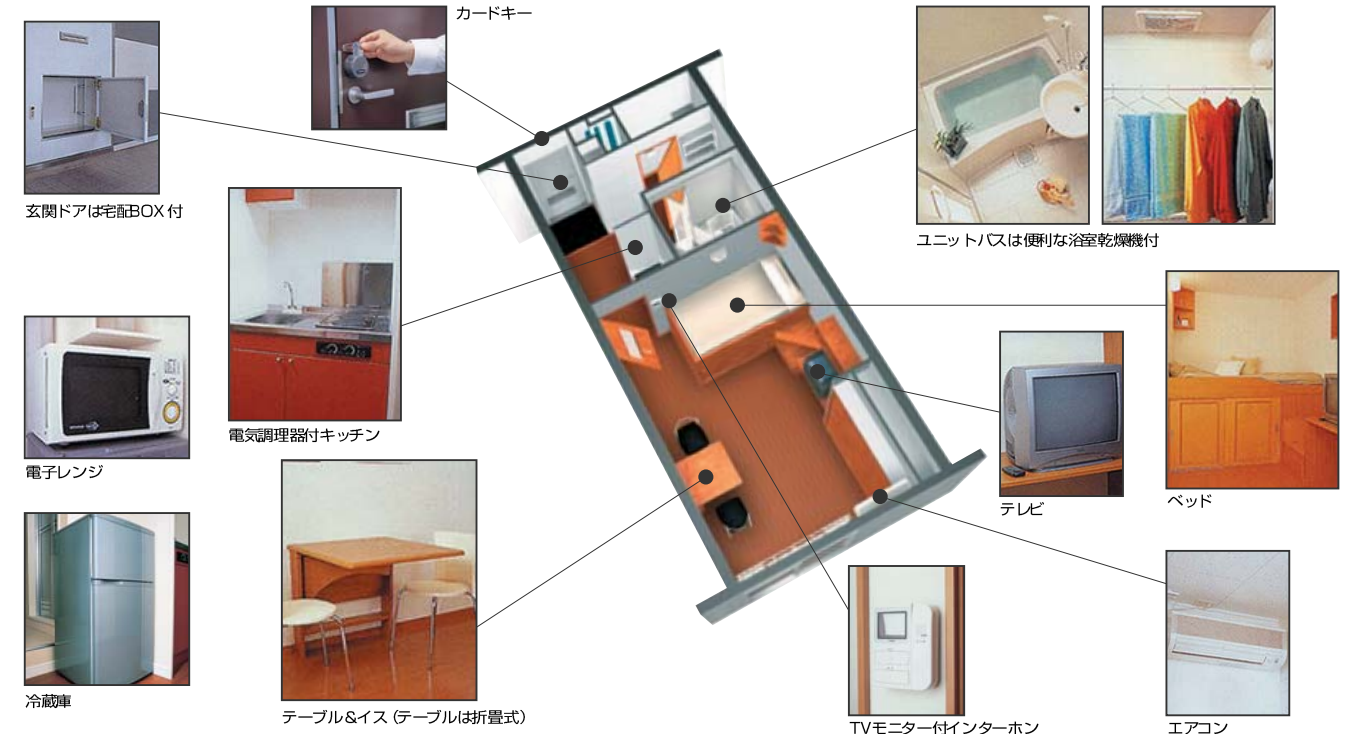 カードキー
玄関ドアは宅配BOX付
ユニットバスは便利な浴室乾燥機付
電気調理器付キッチン
電子レンジ
テレビ
ベッド
冷蔵庫
テーブル&イス（テーブルは折畳式）
TVモニター付インターホン
エアコン